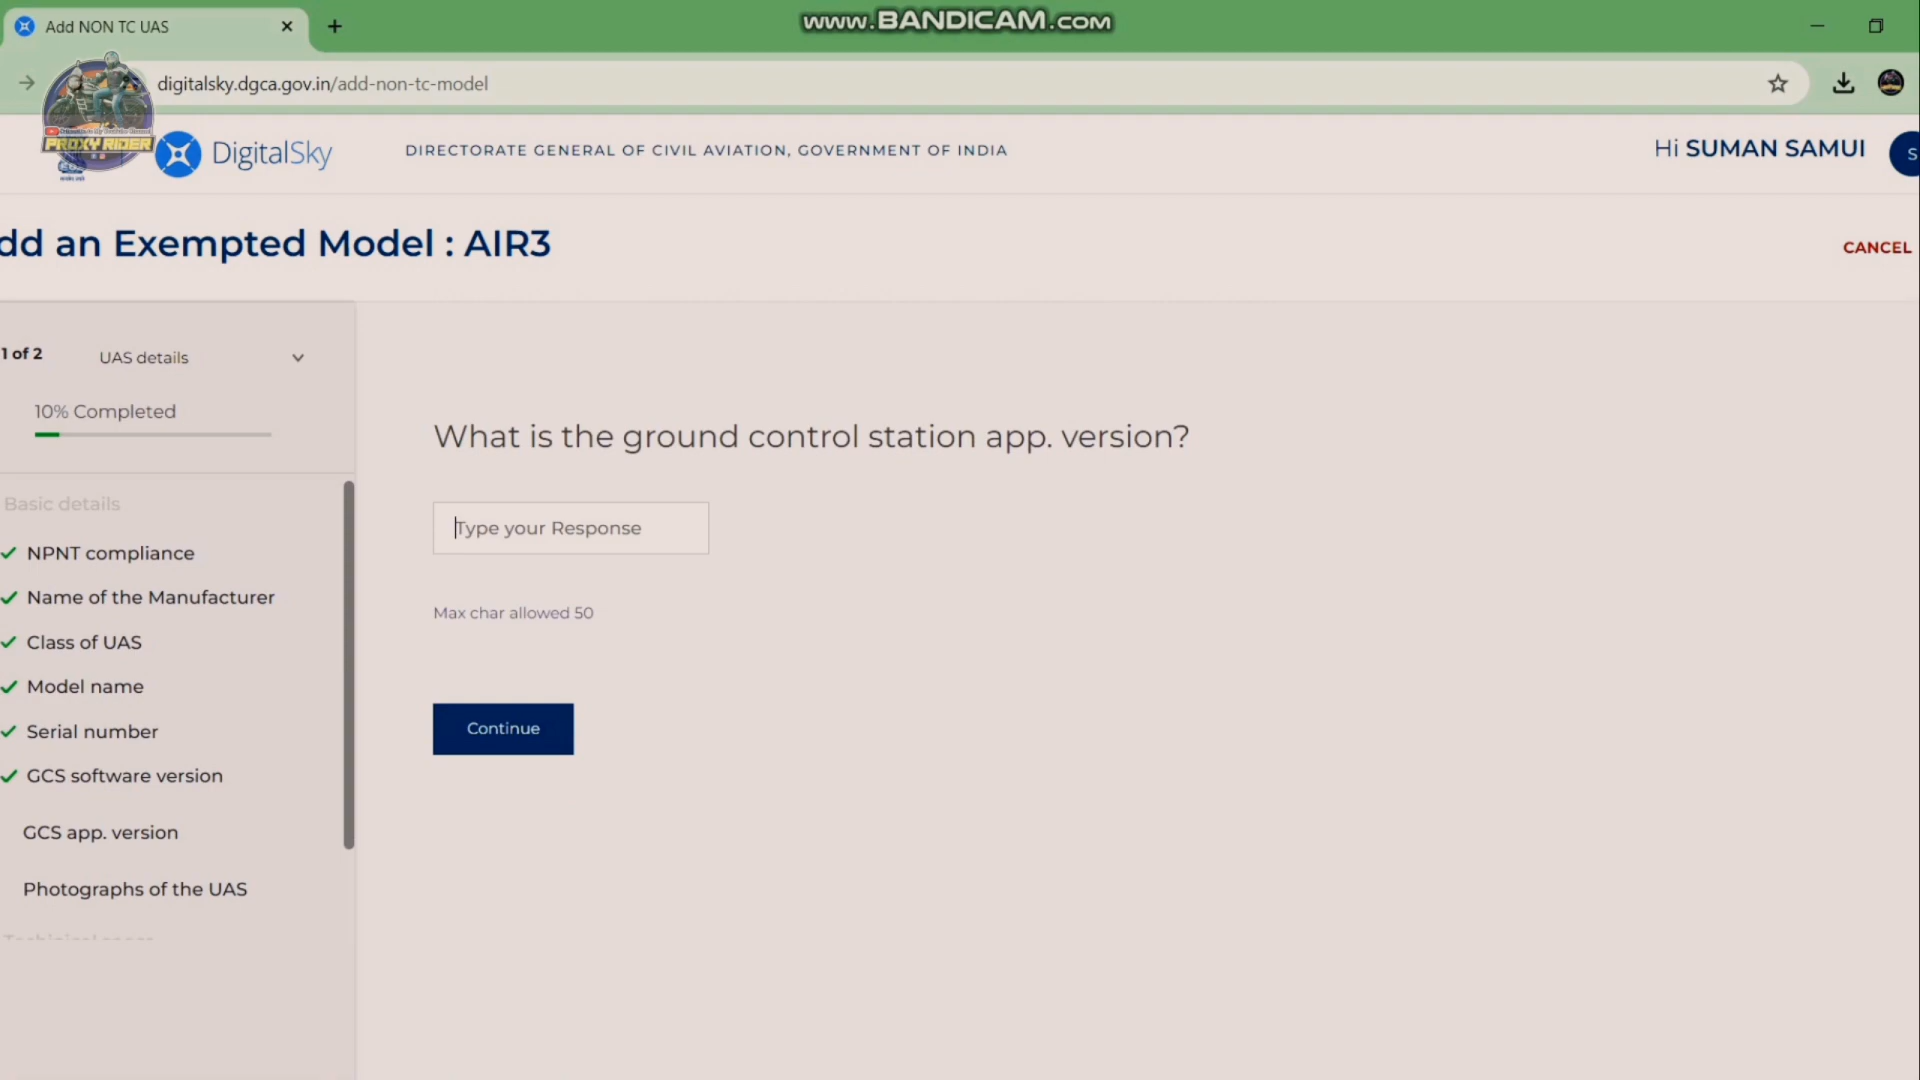 Add NON TC UAS
www.BANDICAM.com
digitalsky.dgca.gov.in/add-non-tc-model
PROXY RIDER
DigitalSky
DIRECTORATE GENERAL OF CIVIL AVIATION, GOVERNMENT OF INDIA
Hi SUMAN SAMUI
S
dd an Exempted Model : AIR3
CANCEL
1 of 2
UAS details
10% Completed
Basic details
NPNT compliance
Name of the Manufacturer
Class of UAS
Model name
Serial number
GCS software version
GCS app. version
Photographs of the UAS
What is the ground control station app. version?
Type your Response
Max char allowed 50
Continue